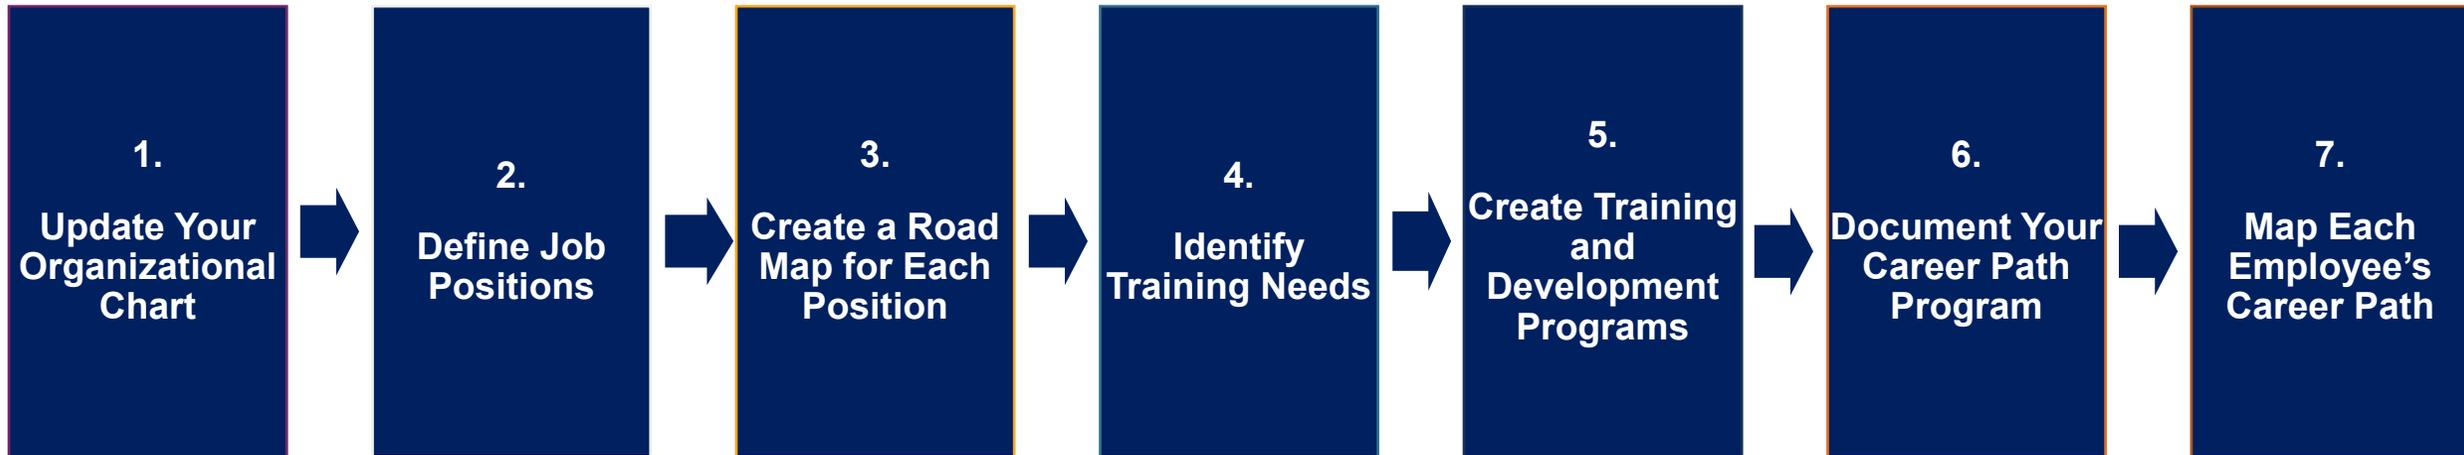 1.
Update Your
Organizational
Chart
2.
Define Job
Positions
3.
Create a Road
Map for Each
Position
4.
Identify
Training Needs
5.
Create Training
and
Development
Programs
6.
Document Your
Career Path
Program
7.
Map Each
Employee’s
Career Path